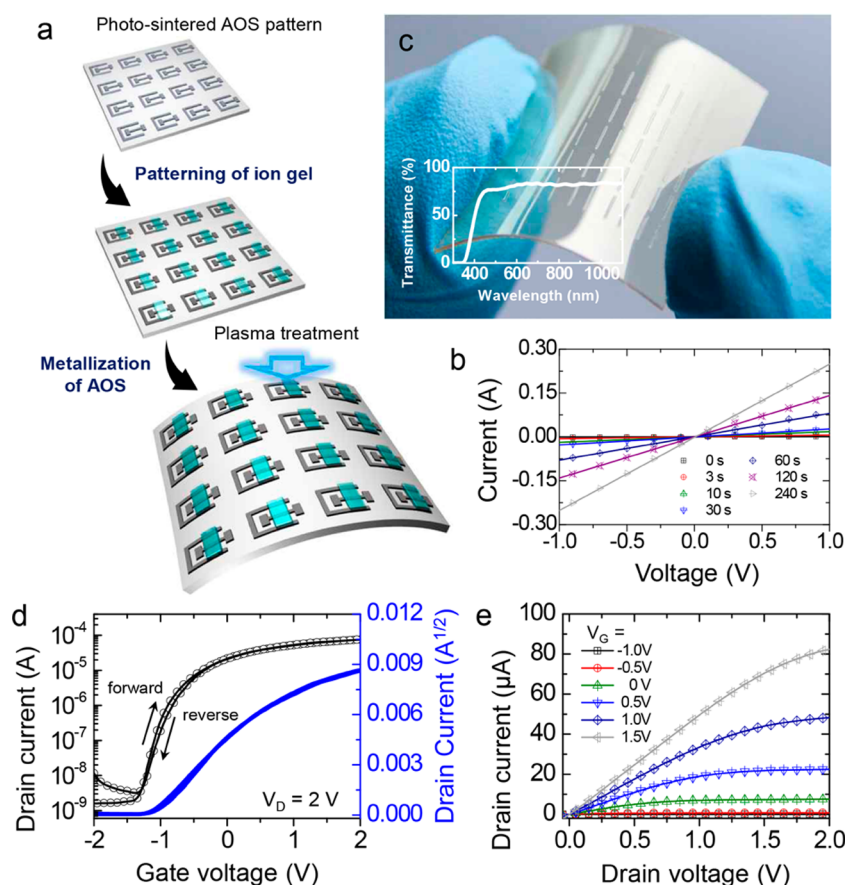 a
Photo-sintered AOS pattern
Patterning of ion gel
Plasma treatment
Metallization
of AOS
c
Transmittance (%)
100
50
0
400 600 800 1000
Wavelength (nm)
b
Current (A)
0.30
0.15
0.00
-0.15
-0.30
0 s
3 s
10 s
30 s
60 s
120 s
240 s
-1.0 -0.5 0.0 0.5 1.0
Voltage (V)
d
Drain current (A)
10-4
10-5
10-6
10-7
10-8
10-9
forward
reverse
VD = 2 V
-2 -1 0 1 2
Gate voltage (V)
0.012
0.009
0.006
0.003
0.000
Drain Current (A1/2)
e
Drain current (µA)
100
80
60
40
20
0
VG =
-1.0V
-0.5V
0 V
0.5V
1.0V
1.5V
0.0 0.5 1.0 1.5 2.0
Drain voltage (V)